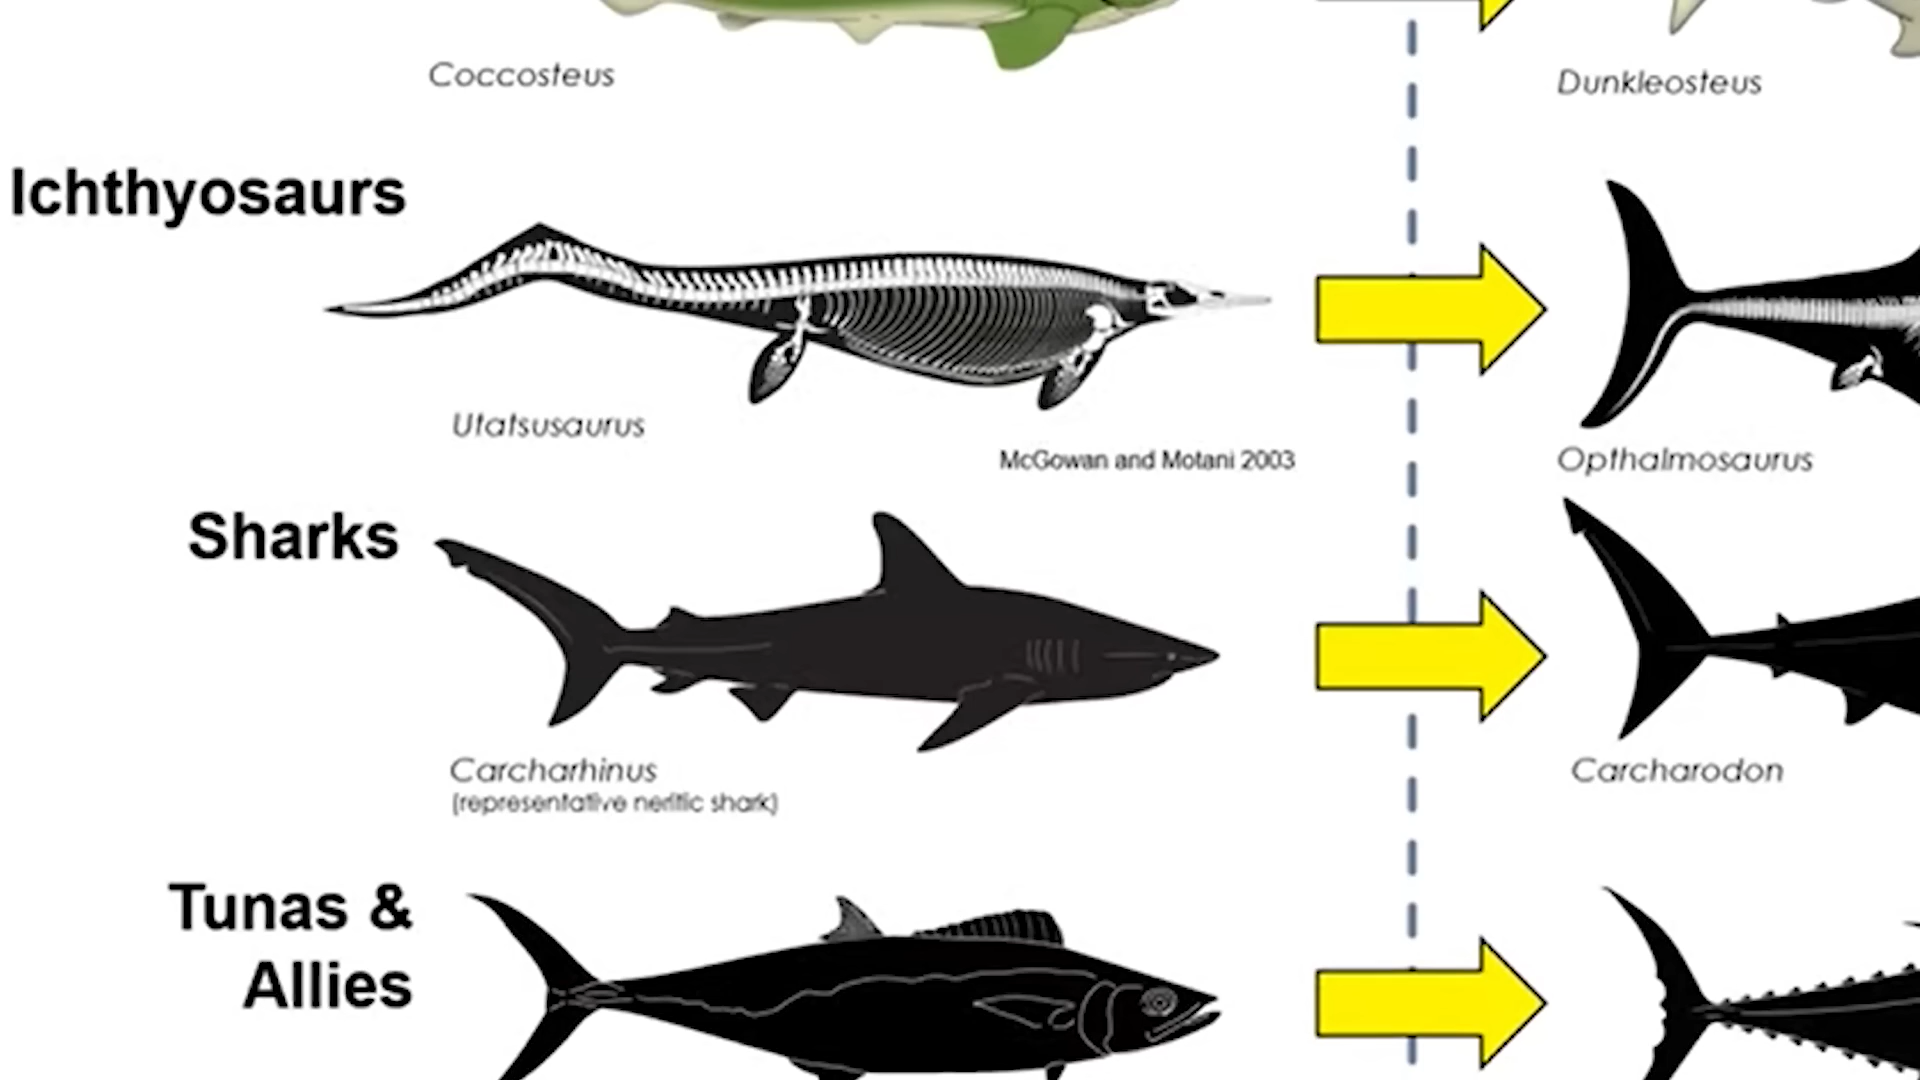 Coccosteus
Dunkleosteus
Ichthyosaurs
Utatsusaurus
McGowan and Motani 2003
Opthalmosaurus
Sharks
Carcharhinus
(representative neritic shark)
Carcharodon
Tunas &
Allies